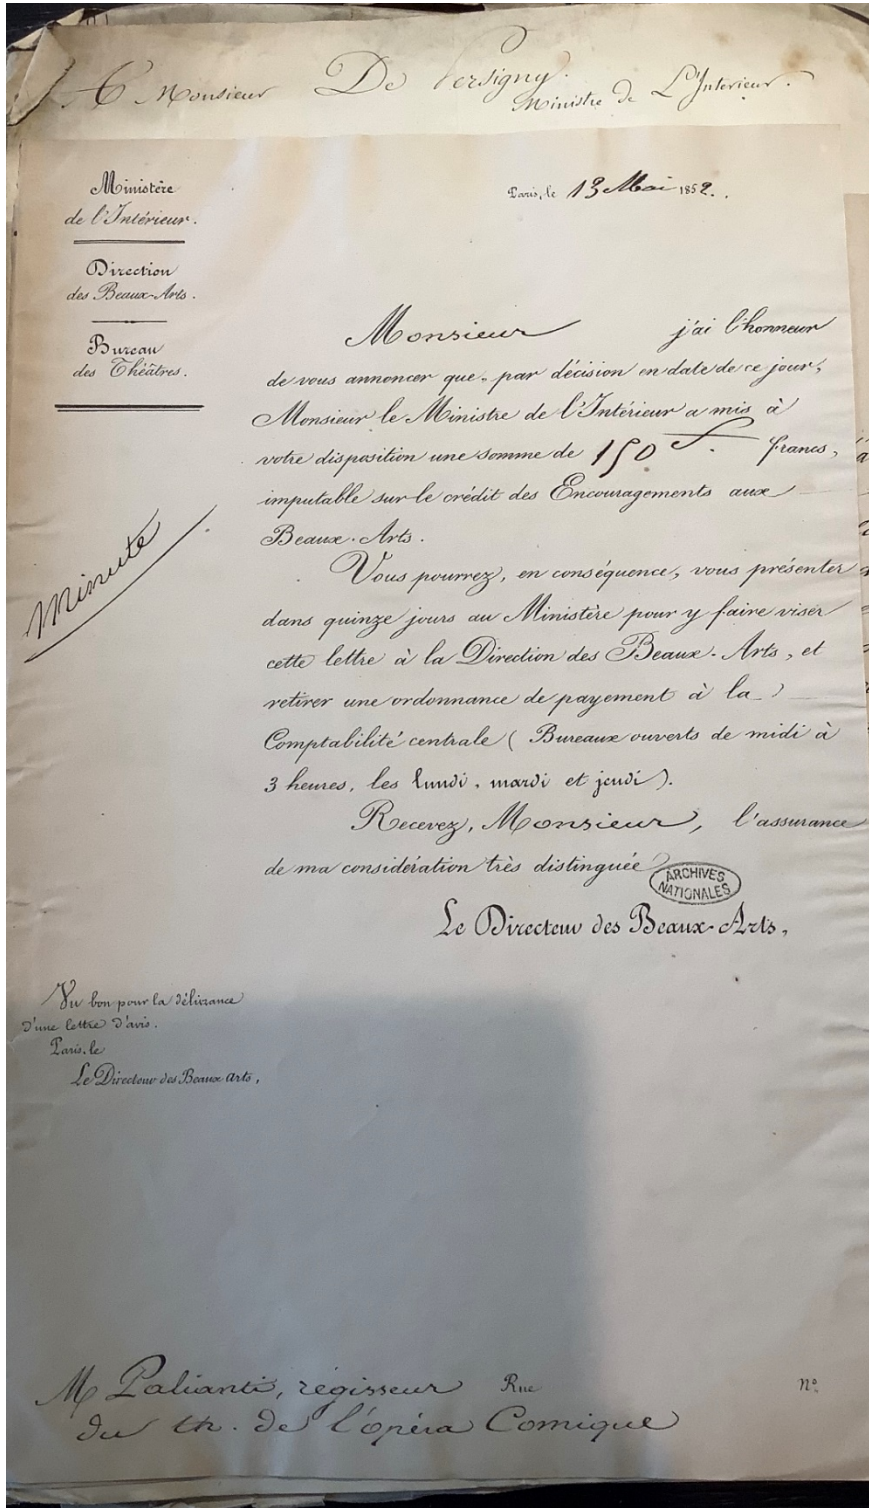 A Monsieur De Persigny.
Ministre de L'Interieur.
Ministère
de l'Intérieur.
Direction
des Beaux-Arts.
Bureau
des Théâtres.
Paris, le 13 Mai 1852.
Minute
Monsieur j'ai l'honneur
de vous annoncer que, par décision en date de ce jour,
Monsieur le Ministre de l'Intérieur a mis à
votre disposition une somme de 150 f. francs,
imputable sur le crédit des Encouragements aux
Beaux-Arts.
Vous pourrez, en conséquence, vous présenter
dans quinze jours au Ministère pour y faire viser
cette lettre à la Direction des Beaux-Arts, et
retirer une ordonnance de payement à la
Comptabilité centrale (Bureaux ouverts de midi à
3 heures, les lundi, mardi et jeudi).
Recevez, Monsieur, l'assurance
de ma considération très distinguée
ARCHIVES
NATIONALES
Le Directeur des Beaux-Arts,
Vu bon pour la délivrance
d'une lettre d'avis.
Paris, le
Le Directeur des Beaux Arts,
M Palianti, régisseur Rue n°
du th. de l'opéra Comique